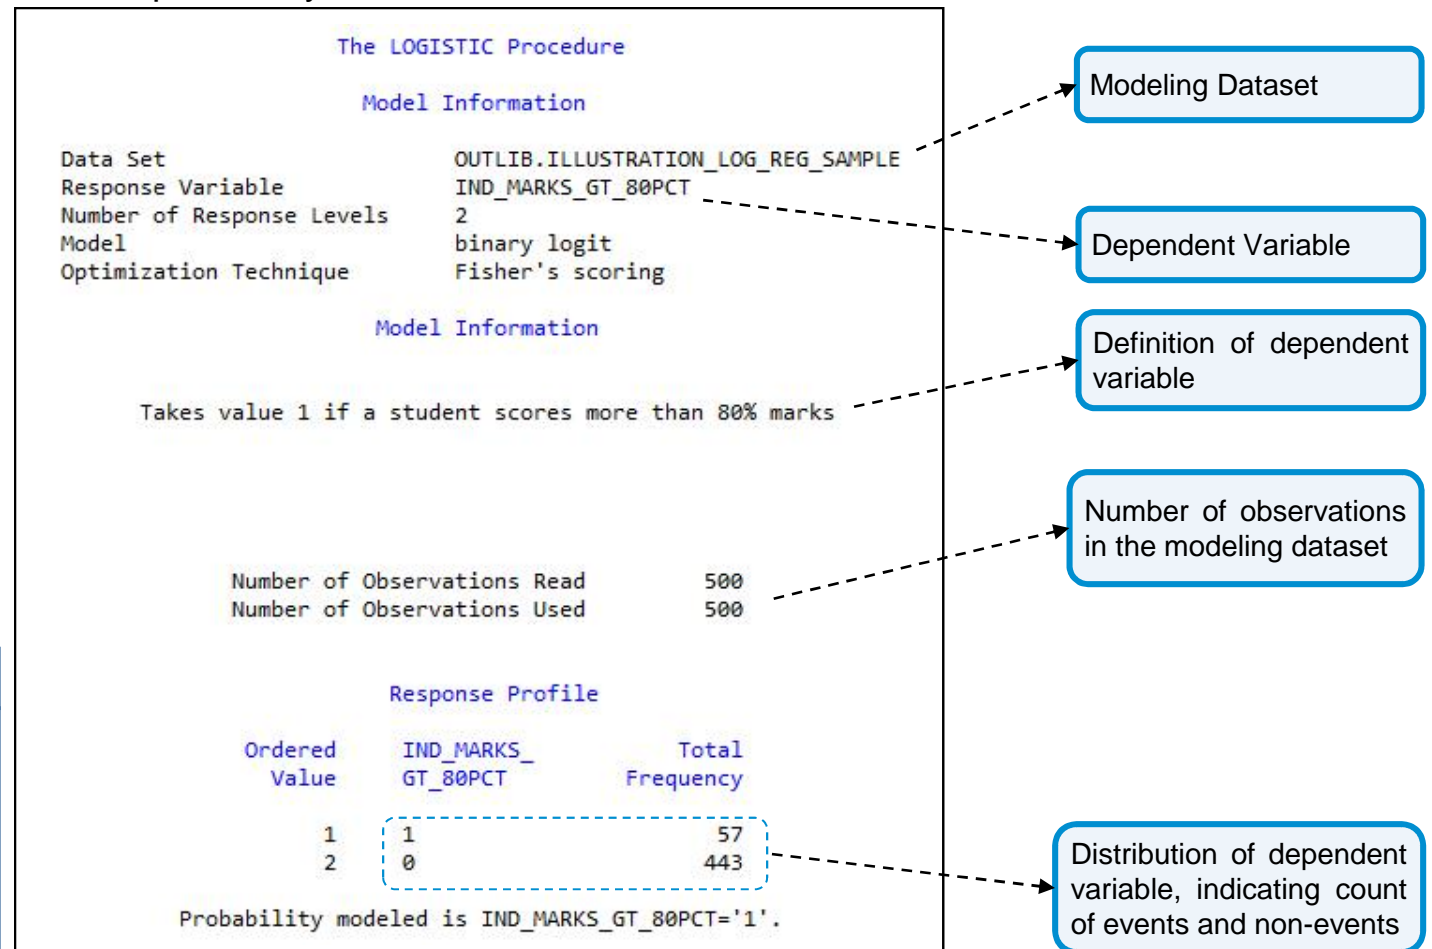 The LOGISTIC Procedure
Model Information
Data Set OUTLIB.ILLUSTRATION_LOG_REG_SAMPLE
Response Variable IND_MARKS_GT_80PCT
Number of Response Levels 2
Model binary logit
Optimization Technique Fisher's scoring
Model Information
Takes value 1 if a student scores more than 80% marks
Number of Observations Read 500
Number of Observations Used 500
Response Profile
Ordered IND_MARKS_ Total
Value GT_80PCT Frequency
1 1 57
2 0 443
Probability modeled is IND_MARKS_GT_80PCT='1'.
Modeling Dataset
Dependent Variable
Definition of dependent
variable
Number of observations
in the modeling dataset
Distribution of dependent
variable, indicating count
of events and non-events